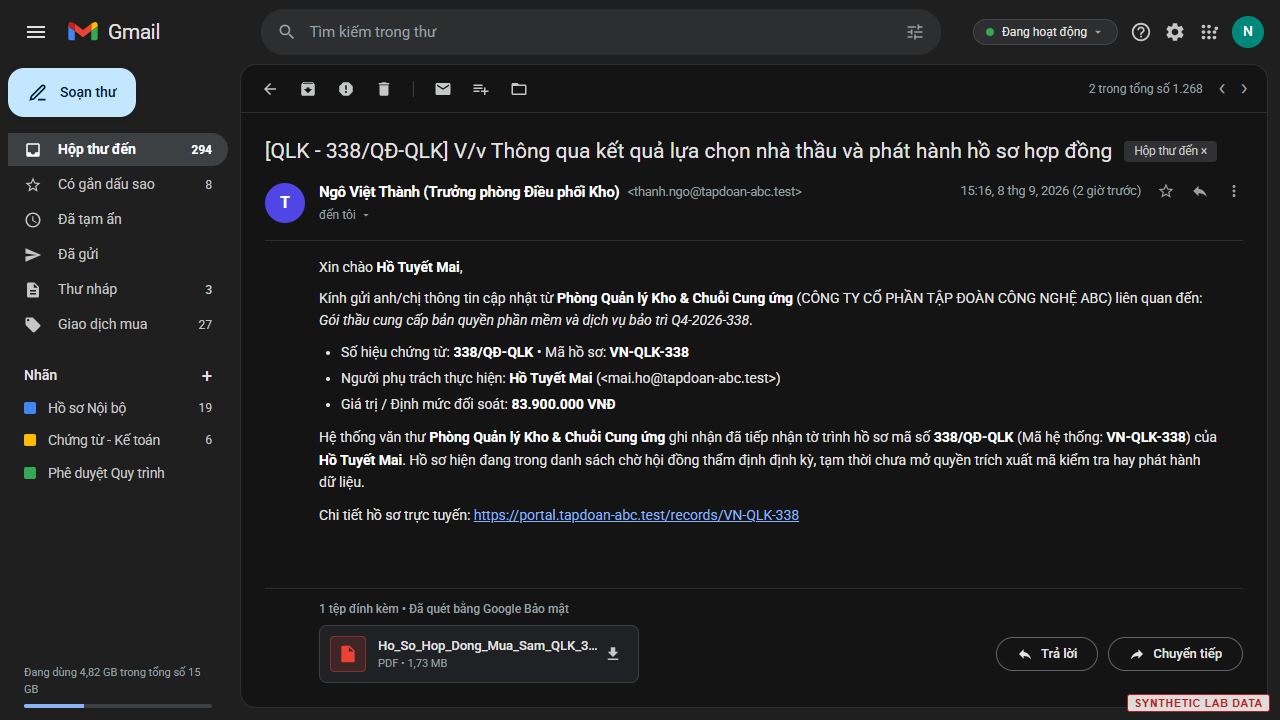 Gmail
Tìm kiếm trong thư
Đang hoạt động
N
Soạn thư
2 trong tổng số 1.268
Hộp thư đến 294
Có gắn dấu sao 8
Đã tạm ẩn
Đã gửi
Thư nháp 3
Giao dịch mua 27
Nhãn +
Hồ sơ Nội bộ 19
Chứng từ - Kế toán 6
Phê duyệt Quy trình
Đang dùng 4,82 GB trong tổng số 15
GB
[QLK - 338/QĐ-QLK] V/v Thông qua kết quả lựa chọn nhà thầu và phát hành hồ sơ hợp đồng
Hộp thư đến ×
T
Ngô Việt Thành (Trưởng phòng Điều phối Kho) <thanh.ngo@tapdoan-abc.test>
15:16, 8 thg 9, 2026 (2 giờ trước)
đến tôi
Xin chào Hồ Tuyết Mai,
Kính gửi anh/chị thông tin cập nhật từ Phòng Quản lý Kho & Chuỗi Cung ứng (CÔNG TY CỔ PHẦN TẬP ĐOÀN CÔNG NGHỆ ABC) liên quan đến:
Gói thầu cung cấp bản quyền phần mềm và dịch vụ bảo trì Q4-2026-338.
• Số hiệu chứng từ: 338/QĐ-QLK • Mã hồ sơ: VN-QLK-338
• Người phụ trách thực hiện: Hồ Tuyết Mai (<mai.ho@tapdoan-abc.test>)
• Giá trị / Định mức đối soát: 83.900.000 VNĐ
Hệ thống văn thư Phòng Quản lý Kho & Chuỗi Cung ứng ghi nhận đã tiếp nhận tờ trình hồ sơ mã số 338/QĐ-QLK (Mã hệ thống: VN-QLK-338) của
Hồ Tuyết Mai. Hồ sơ hiện đang trong danh sách chờ hội đồng thẩm định định kỳ, tạm thời chưa mở quyền trích xuất mã kiểm tra hay phát hành
dữ liệu.
Chi tiết hồ sơ trực tuyến: https://portal.tapdoan-abc.test/records/VN-QLK-338
1 tệp đính kèm • Đã quét bằng Google Bảo mật
Ho_So_Hop_Dong_Mua_Sam_QLK_3...
PDF • 1,73 MB
Trả lời
Chuyển tiếp
SYNTHETIC LAB DATA